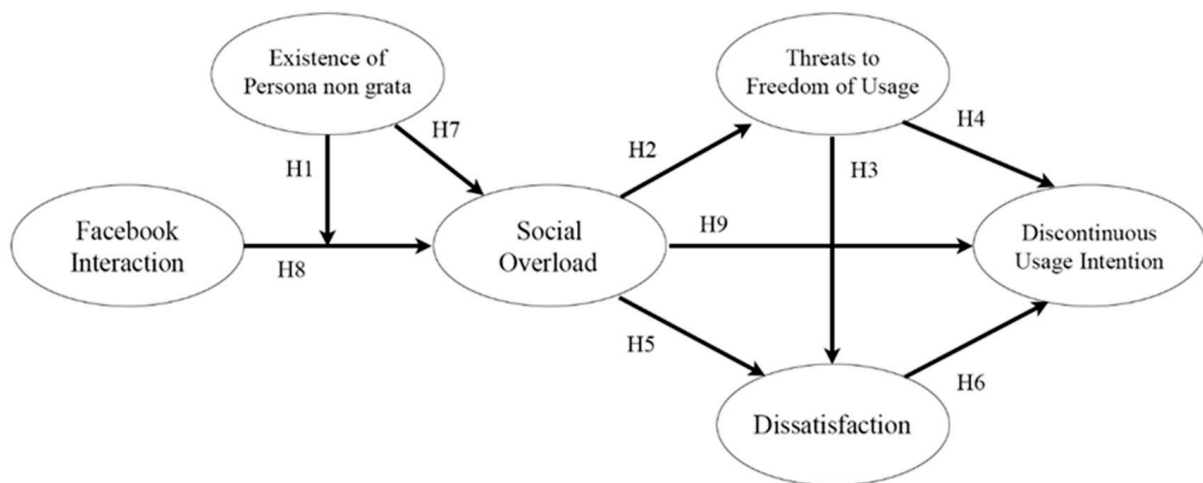 Existence of
Persona non grata
Threats to
Freedom of Usage
H7
H4
H1
H2
H3
Facebook
Interaction
H8
Social
Overload
H9
Discontinuous
Usage Intention
H5
H6
Dissatisfaction